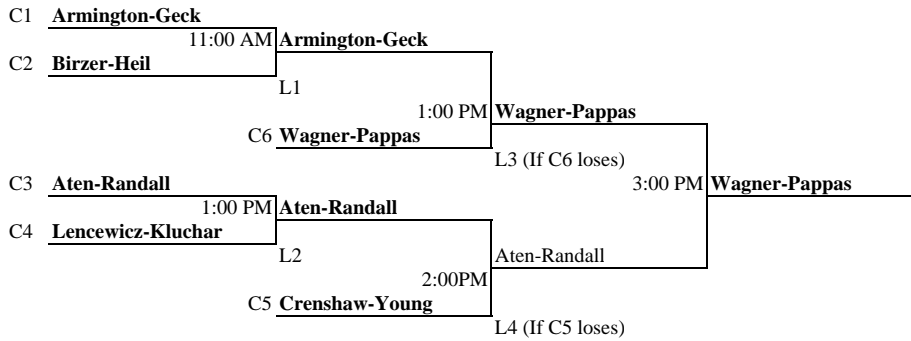 C1 Armington-Geck
11:00 AM Armington-Geck
C2 Birzer-Heil
L1
1:00 PM Wagner-Pappas
C6 Wagner-Pappas
L3 (If C6 loses)
C3 Aten-Randall
3:00 PM Wagner-Pappas
1:00 PM Aten-Randall
C4 Lencewicz-Kluchar
L2
Aten-Randall
2:00PM
C5 Crenshaw-Young
L4 (If C5 loses)